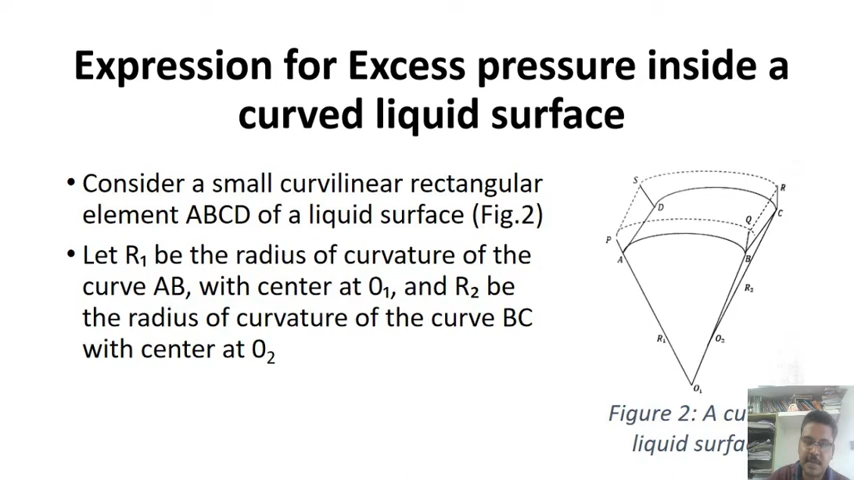 Expression for Excess pressure inside a
curved liquid surface
• Consider a small curvilinear rectangular
element ABCD of a liquid surface (Fig.2)
• Let R₁ be the radius of curvature of the
curve AB, with center at 0₁, and R₂ be
the radius of curvature of the curve BC
with center at 0₂
S
R
D
Q
C
P
A
B
R₂
R₁
O₂
O₁
Figure 2: A
liquid